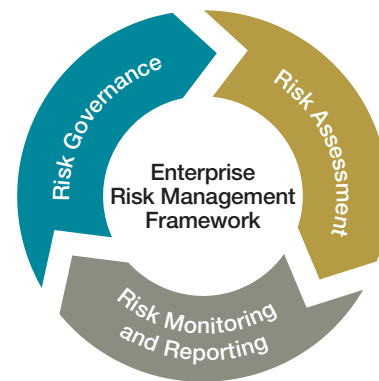 Risk Governance
Risk Assessment
Enterprise
Risk Management
Framework
Risk Monitoring
and Reporting